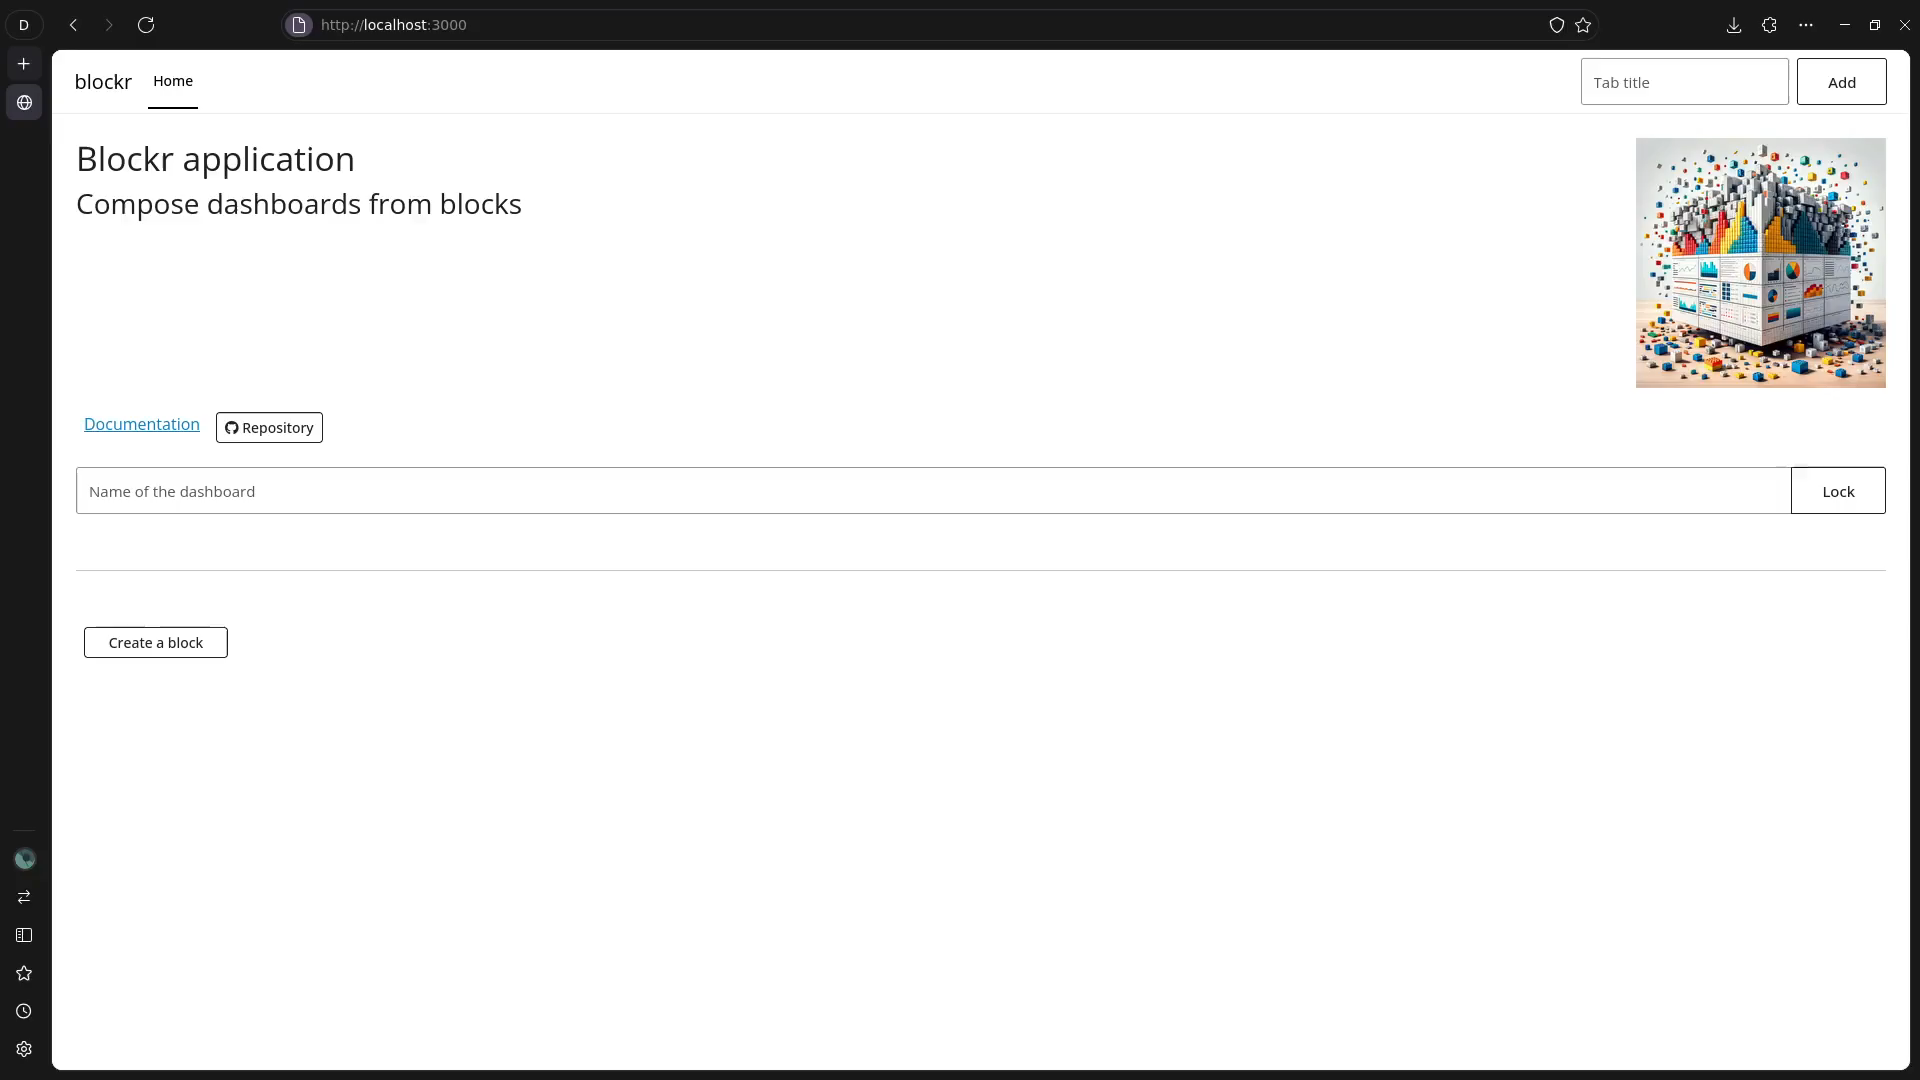 D
http://localhost:3000
blockr
Home
Tab title
Add
Blockr application
Compose dashboards from blocks
Documentation
Repository
Name of the dashboard
Lock
Create a block